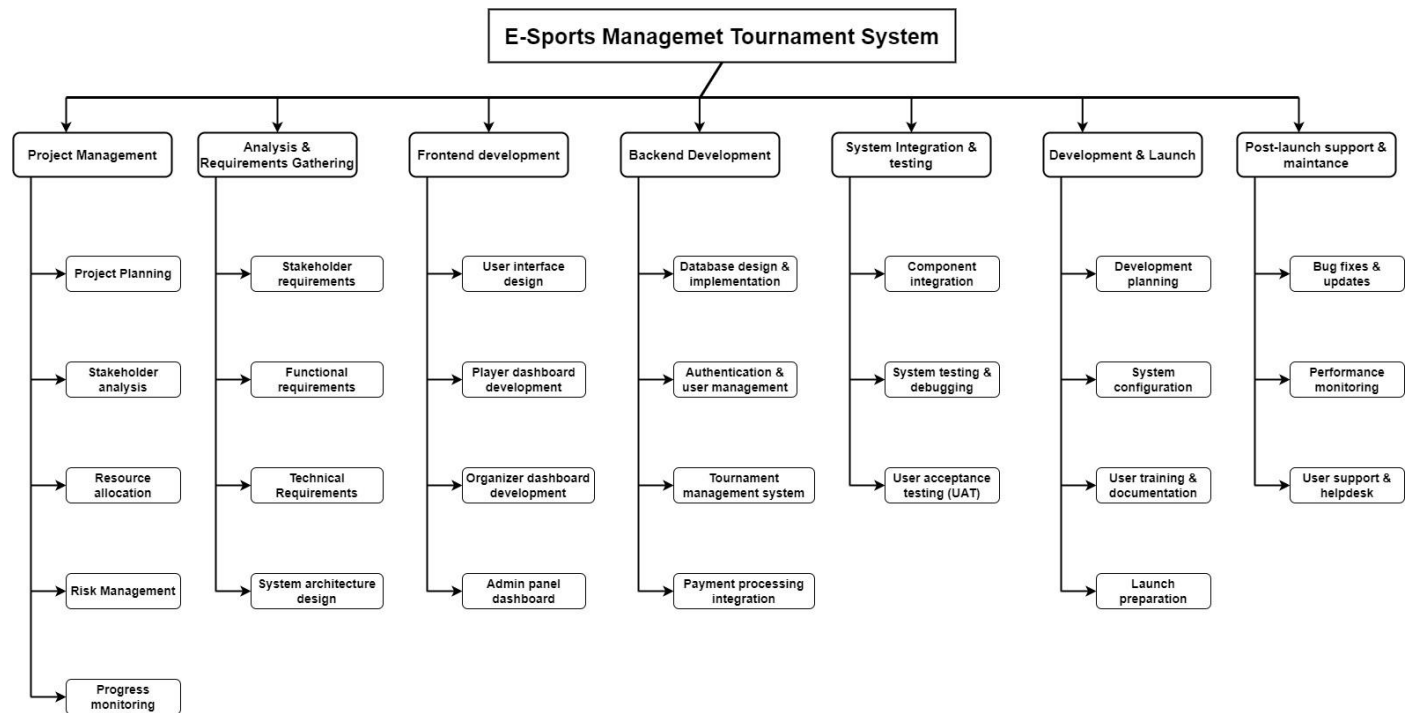 E-Sports Managemet Tournament System
Project Management
Analysis &
Requirements Gathering
Frontend development
Backend Development
System Integration &
testing
Development & Launch
Post-launch support &
maintance
Project Planning
Stakeholder
analysis
Resource
allocation
Risk Management
Progress
monitoring
Stakeholder
requirements
Functional
requirements
Technical
Requirements
System architecture
design
User interface
design
Player dashboard
development
Organizer dashboard
development
Admin panel
dashboard
Database design &
implementation
Authentication &
user management
Tournament
management system
Payment processing
integration
Component
integration
System testing &
debugging
User acceptance
testing (UAT)
Development
planning
System
configuration
User training &
documentation
Launch
preparation
Bug fixes &
updates
Performance
monitoring
User support &
helpdesk